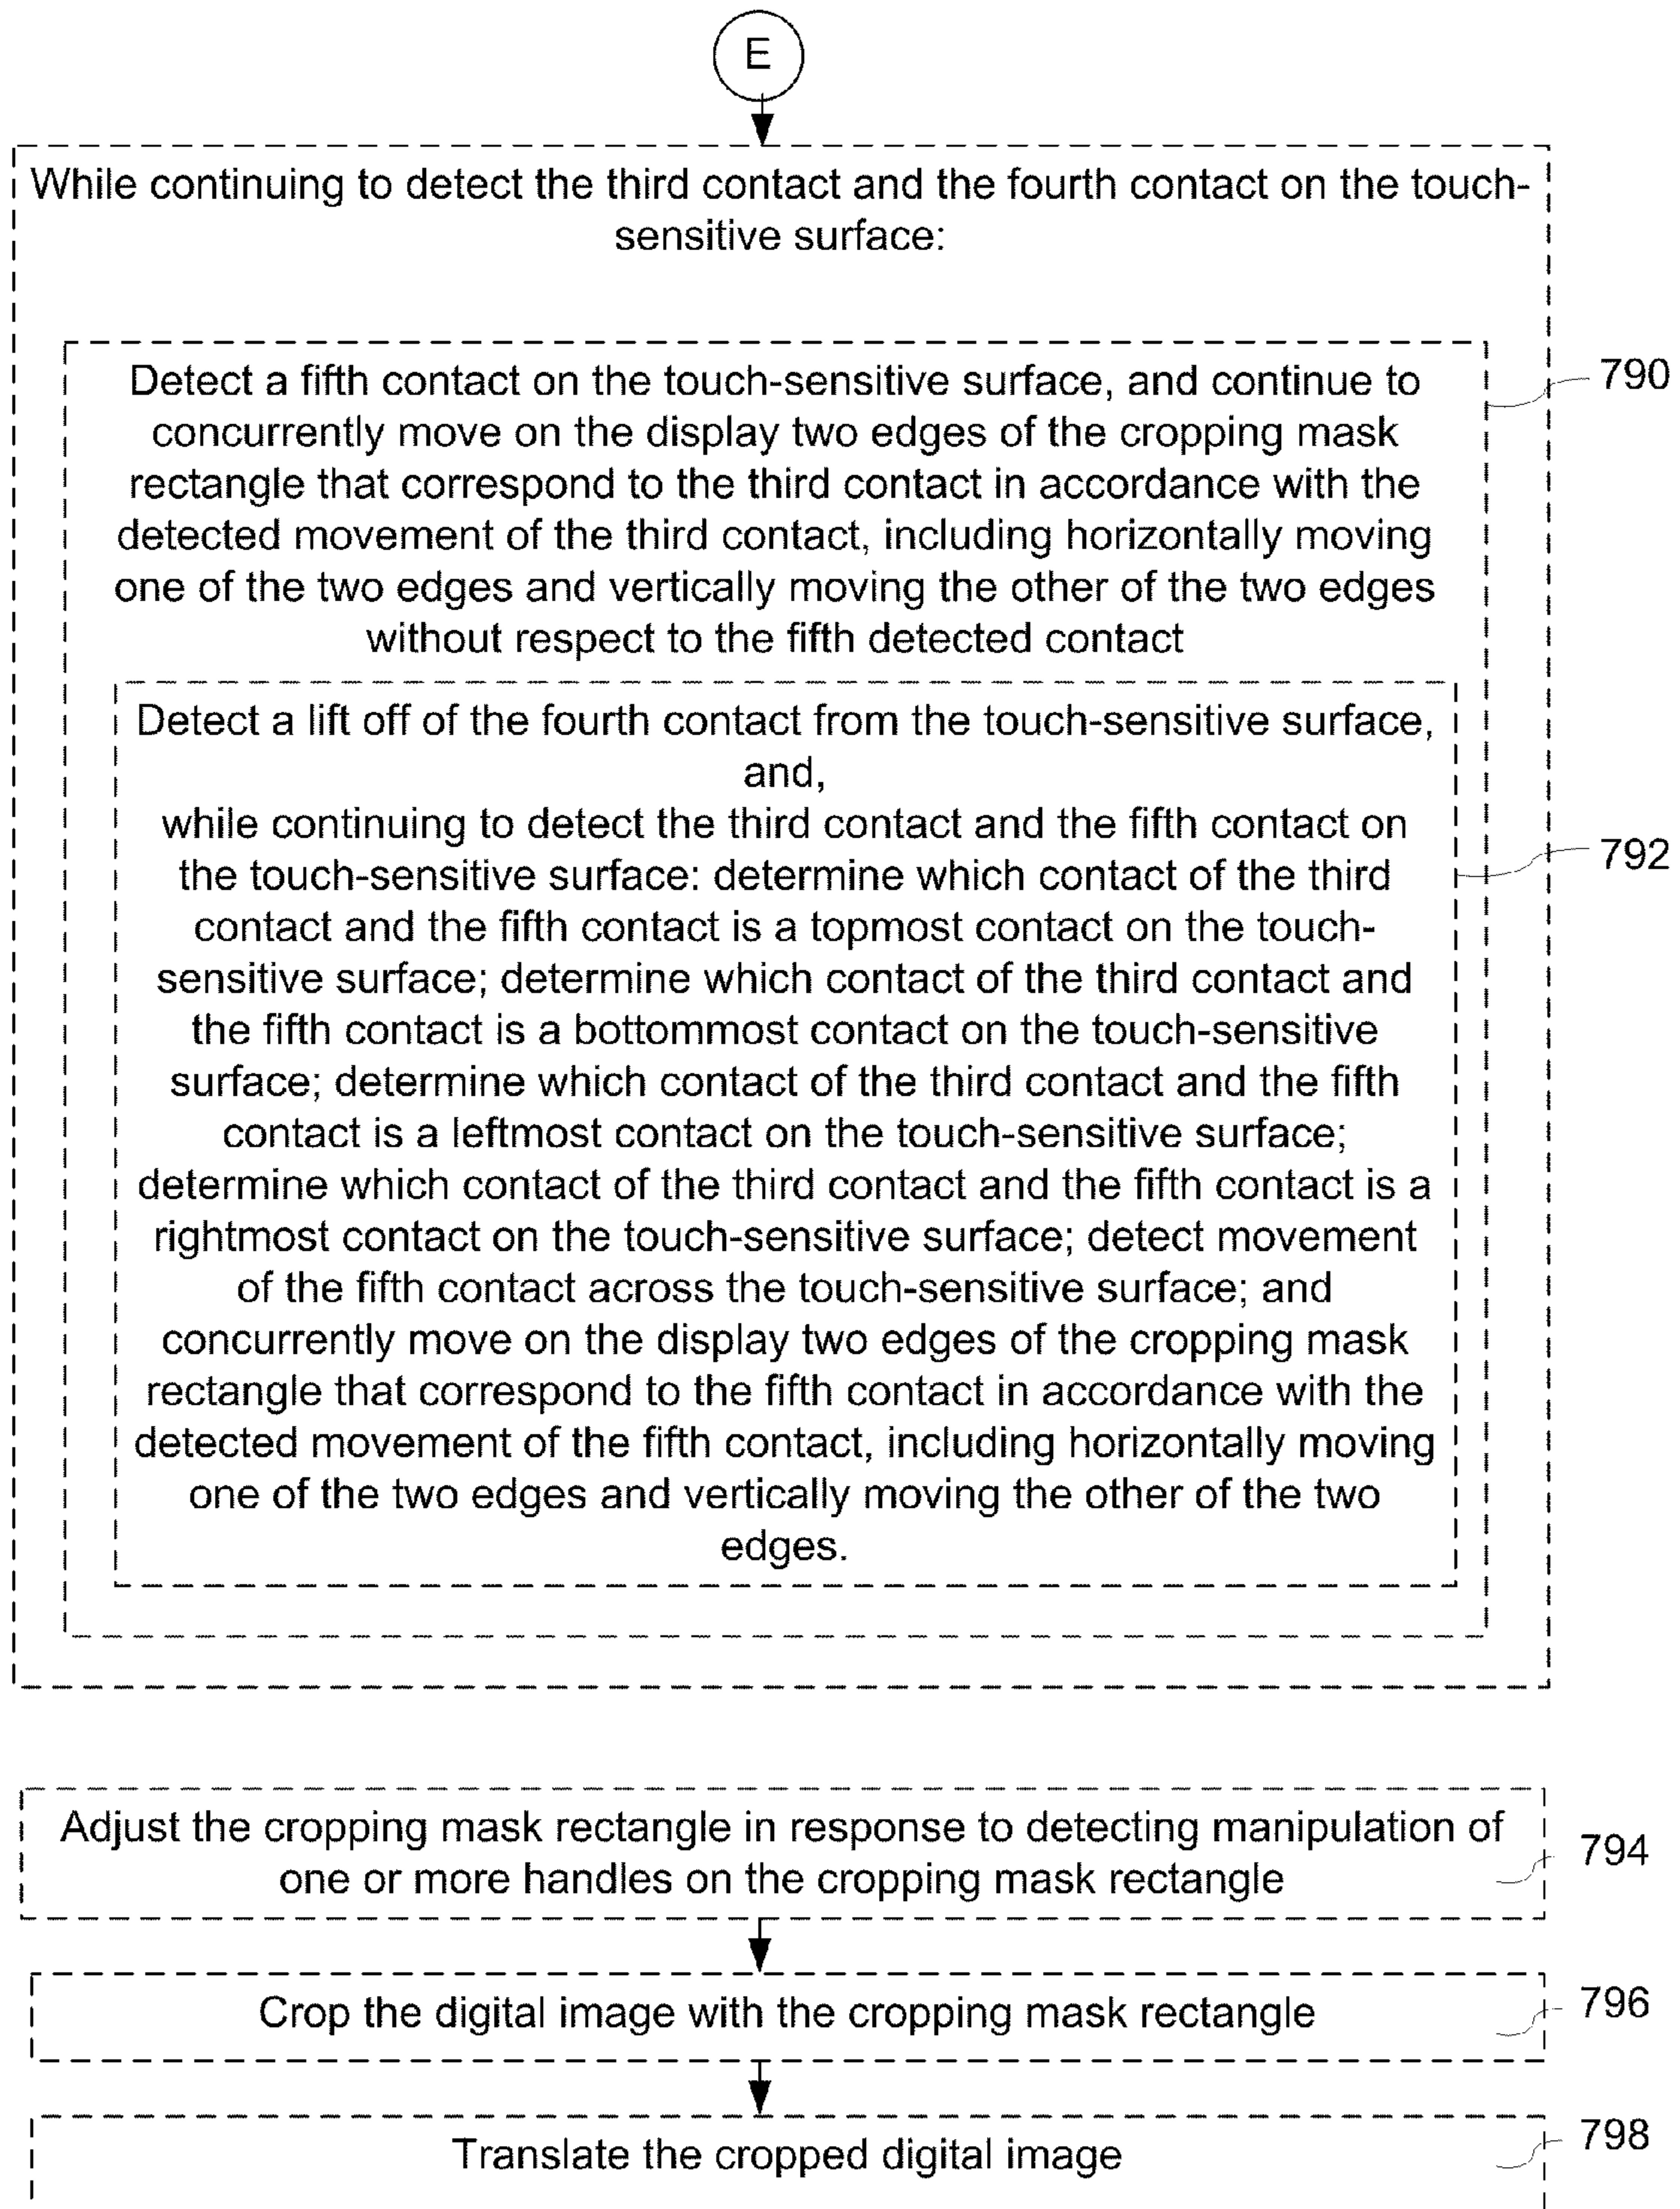 E
While continuing to detect the third contact and the fourth contact on the touch-
sensitive surface:
Detect a fifth contact on the touch-sensitive surface, and continue to
concurrently move on the display two edges of the cropping mask
rectangle that correspond to the third contact in accordance with the
detected movement of the third contact, including horizontally moving
one of the two edges and vertically moving the other of the two edges
without respect to the fifth detected contact
790
Detect a lift off of the fourth contact from the touch-sensitive surface,
and,
while continuing to detect the third contact and the fifth contact on
the touch-sensitive surface: determine which contact of the third
contact and the fifth contact is a topmost contact on the touch-
sensitive surface; determine which contact of the third contact and
the fifth contact is a bottommost contact on the touch-sensitive
surface; determine which contact of the third contact and the fifth
contact is a leftmost contact on the touch-sensitive surface;
determine which contact of the third contact and the fifth contact is a
rightmost contact on the touch-sensitive surface; detect movement
of the fifth contact across the touch-sensitive surface; and
concurrently move on the display two edges of the cropping mask
rectangle that correspond to the fifth contact in accordance with the
detected movement of the fifth contact, including horizontally moving
one of the two edges and vertically moving the other of the two
edges.
792
Adjust the cropping mask rectangle in response to detecting manipulation of
one or more handles on the cropping mask rectangle
794
Crop the digital image with the cropping mask rectangle
796
Translate the cropped digital image
798